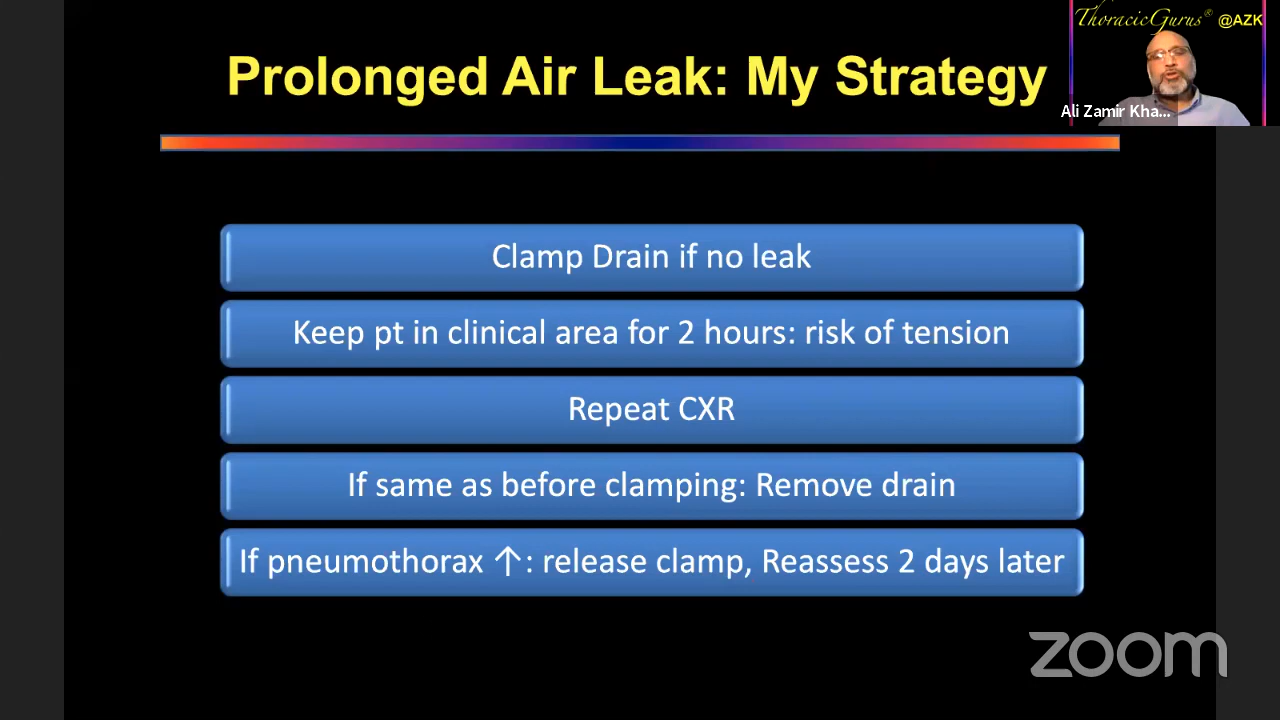 ThoracicGurus® @AZK
Prolonged Air Leak: My Strategy
Ali Zamir Kha...
Clamp Drain if no leak
Keep pt in clinical area for 2 hours: risk of tension
Repeat CXR
If same as before clamping: Remove drain
If pneumothorax ↑: release clamp, Reassess 2 days later
zoom